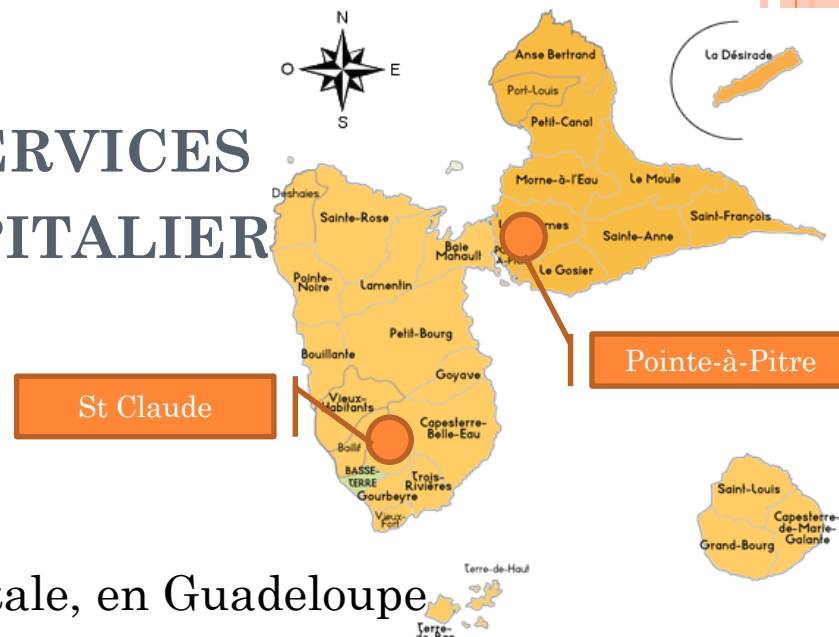 N
O E
S
ERVICES
PITALIER
Anse Bertrand
La Désirade
Port-Louis
Petit-Canal
Morne-à-l'Eau
Le Moule
Deshaies
Sainte-Rose
Saint-François
Sainte-Anne
Baie
Mahault
Le Gosier
Pointe-
Noire
Lamentin
Petit-Bourg
Bouillante
Pointe-à-Pitre
Goyave
St Claude
Vieux-
Habitants
Capesterre-
Belle-Eau
Baillif
BASSE-
TERRE
Trois-
Rivières
Gourbeyre
Vieux-
Fort
Saint-Louis
Capesterre-
de-Marie-
Galante
Grand-Bourg
Terre-de-Haut
tale, en Guadeloupe
Terre-